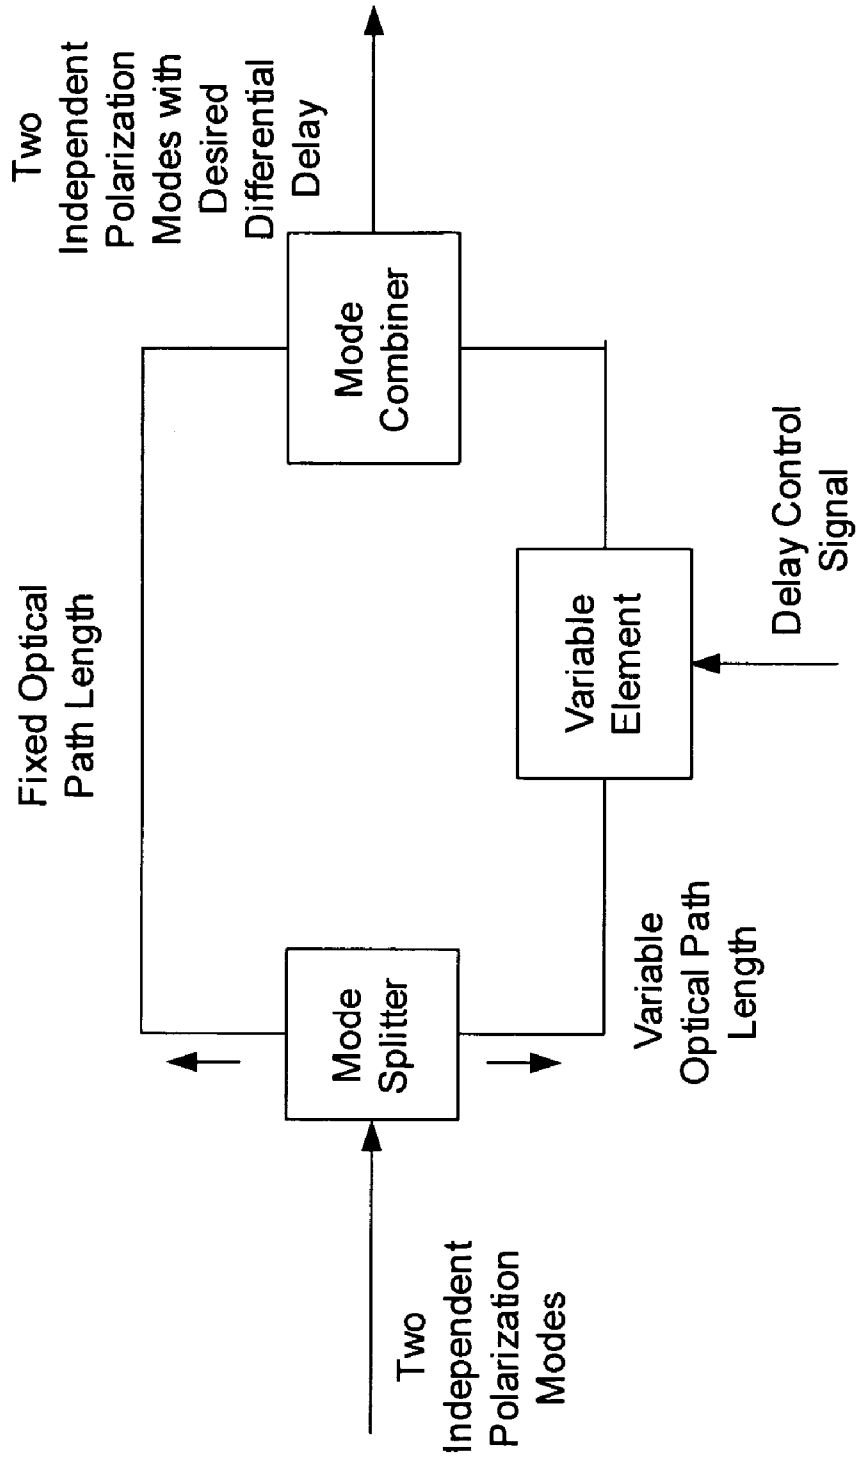 Two
Independent
Polarization
Modes
Mode
Splitter
Fixed Optical
Path Length
Variable
Optical Path
Length
Variable
Element
Delay Control
Signal
Mode
Combiner
Two
Independent
Polarization
Modes with
Desired
Differential
Delay